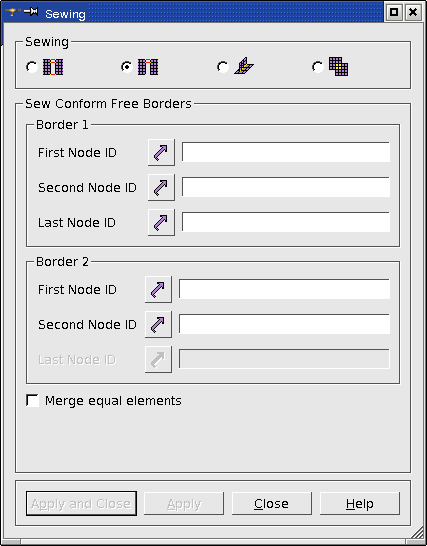 Sewing
Sewing
Sew Conform Free Borders
Border 1
First Node ID
Second Node ID
Last Node ID
Border 2
First Node ID
Second Node ID
Last Node ID
Merge equal elements
Apply and Close Apply Close Help